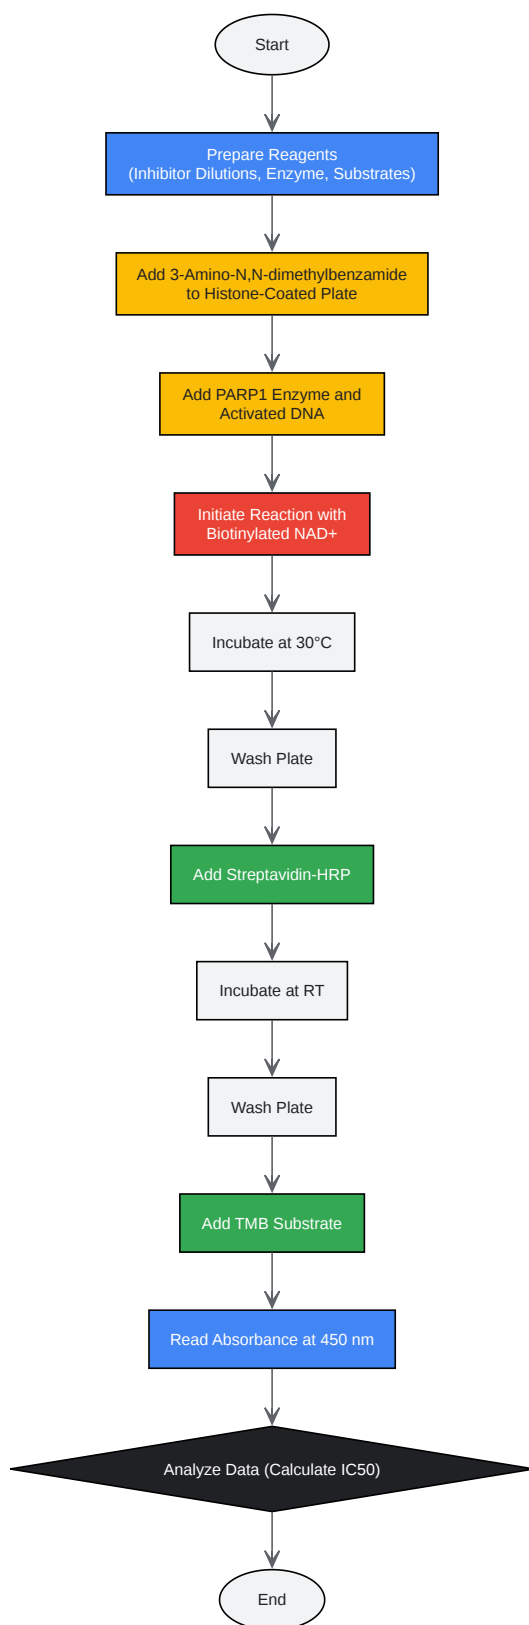 Start
Prepare Reagents
(Inhibitor Dilutions, Enzyme, Substrates)
Add 3-Amino-N,N-dimethylbenzamide
to Histone-Coated Plate
Add PARP1 Enzyme and
Activated DNA
Initiate Reaction with
Biotinylated NAD+
Incubate at 30°C
Wash Plate
Add Streptavidin-HRP
Incubate at RT
Wash Plate
Add TMB Substrate
Read Absorbance at 450 nm
Analyze Data (Calculate IC50)
End